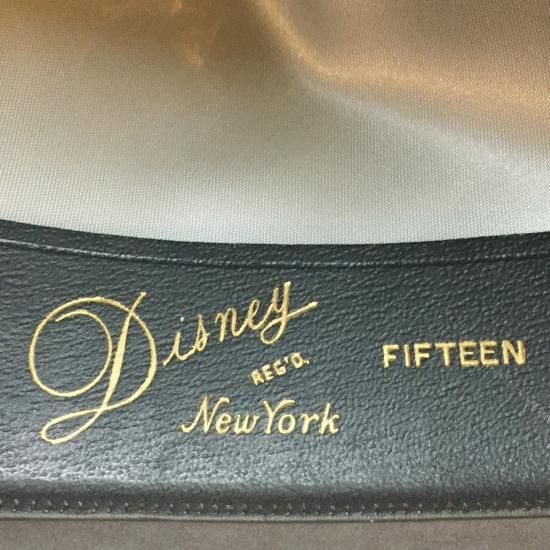 Disney
REG'D.
New York
FIFTEEN